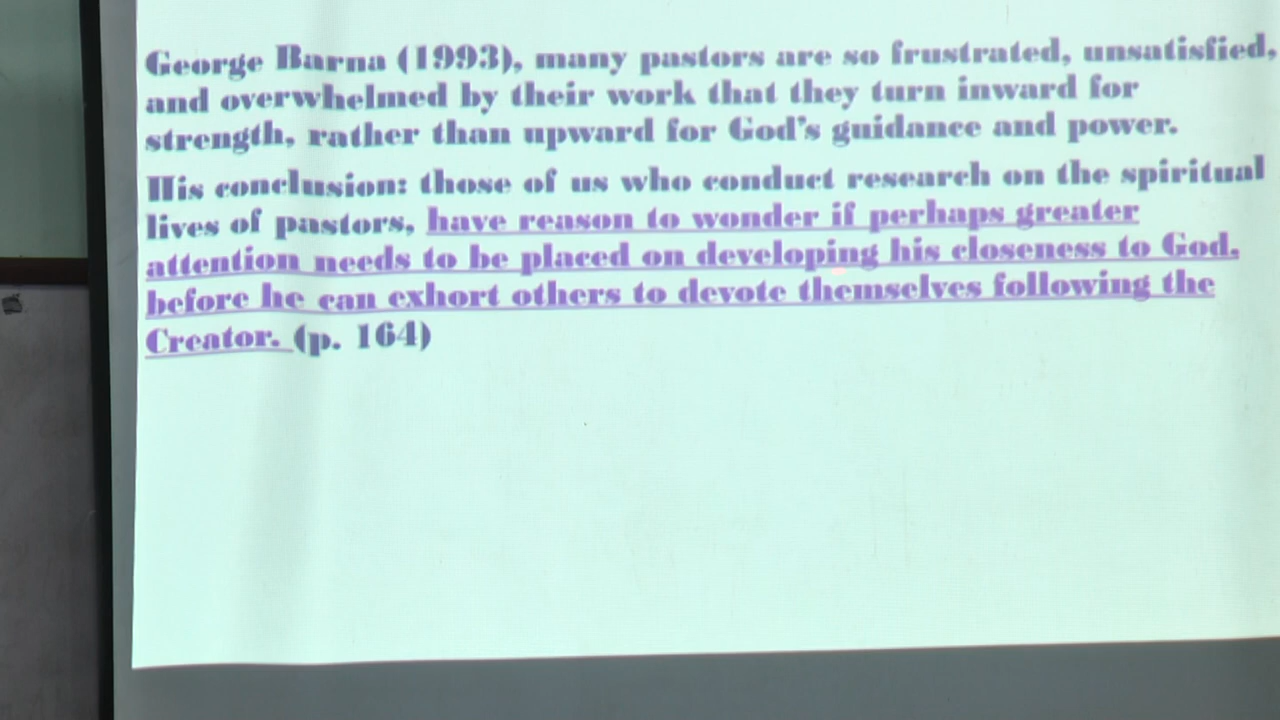 George Barna (1993), many pastors are so frustrated, unsatisfied,
and overwhelmed by their work that they turn inward for
strength, rather than upward for God's guidance and power.
His conclusion: those of us who conduct research on the spiritual
lives of pastors, have reason to wonder if perhaps greater
attention needs to be placed on developing his closeness to God,
before he can exhort others to devote themselves following the
Creator. (p. 164)